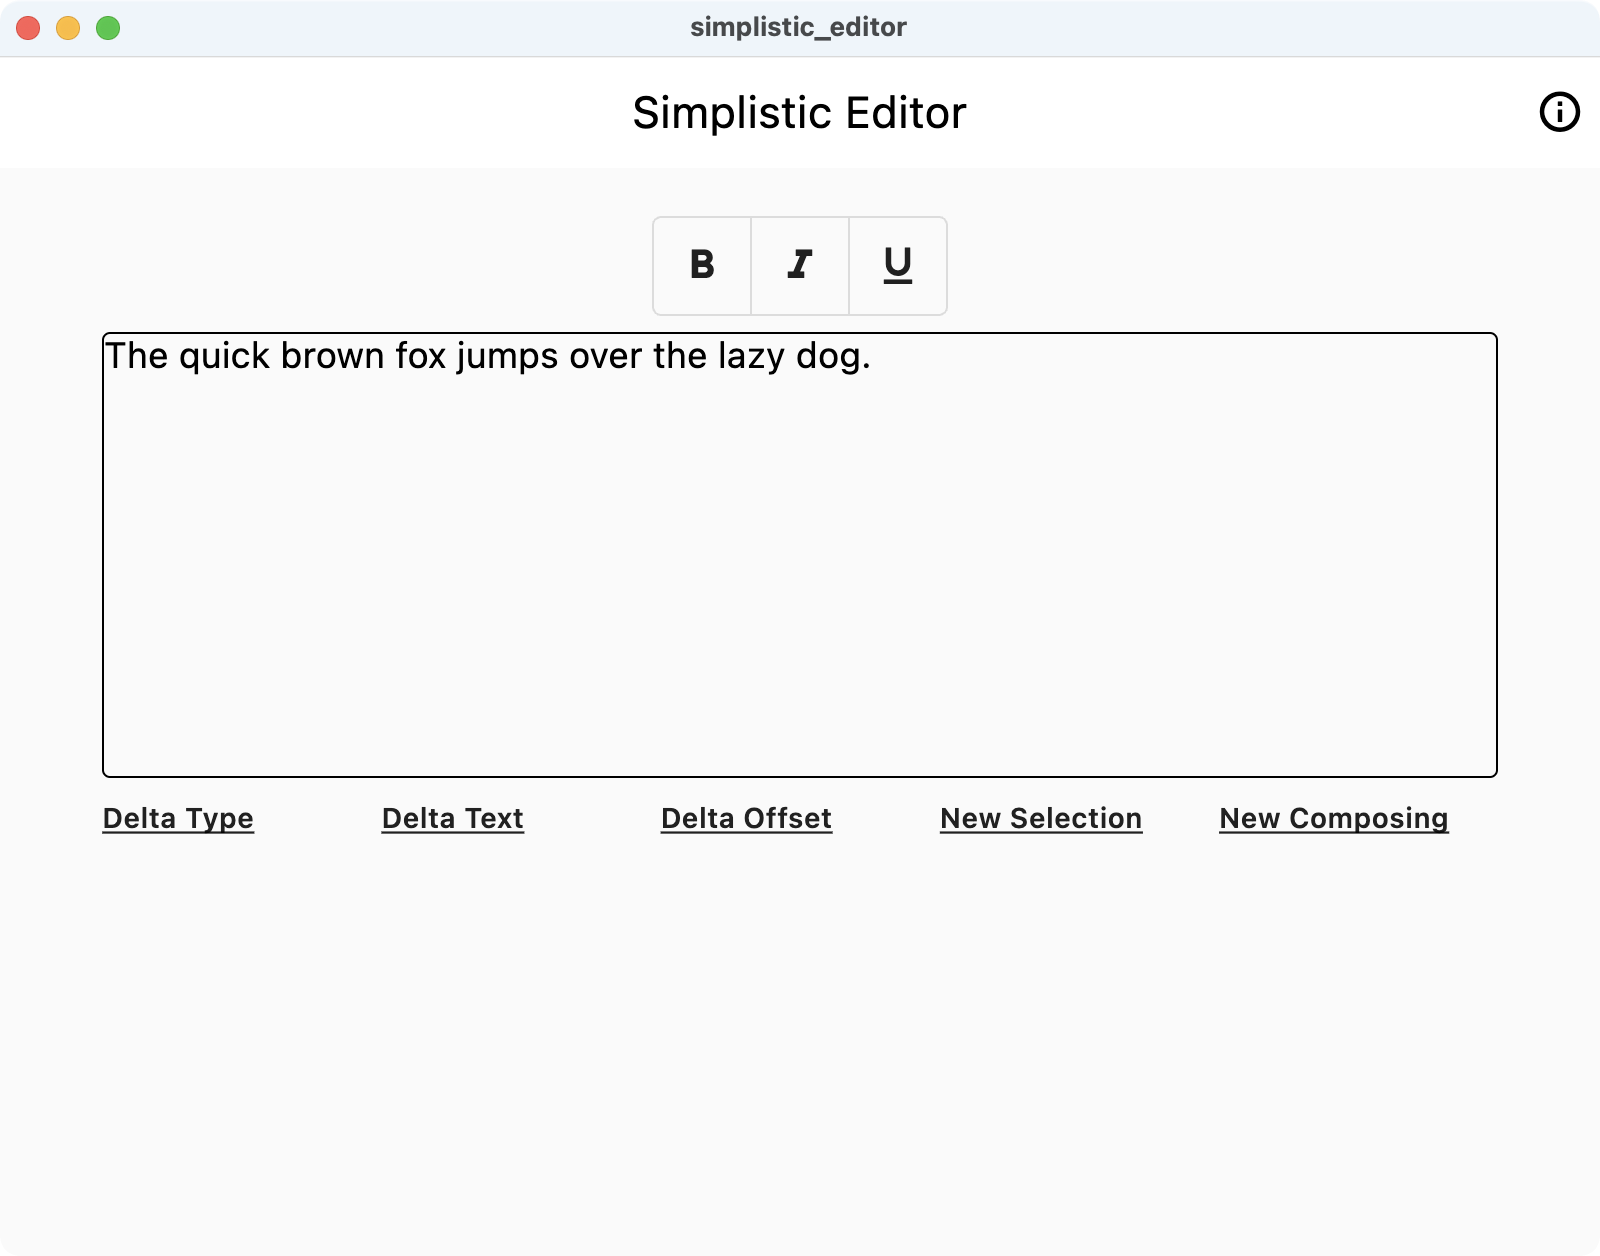 simplistic_editor
Simplistic Editor
B I U
The quick brown fox jumps over the lazy dog.
Delta Type Delta Text Delta Offset New Selection New Composing